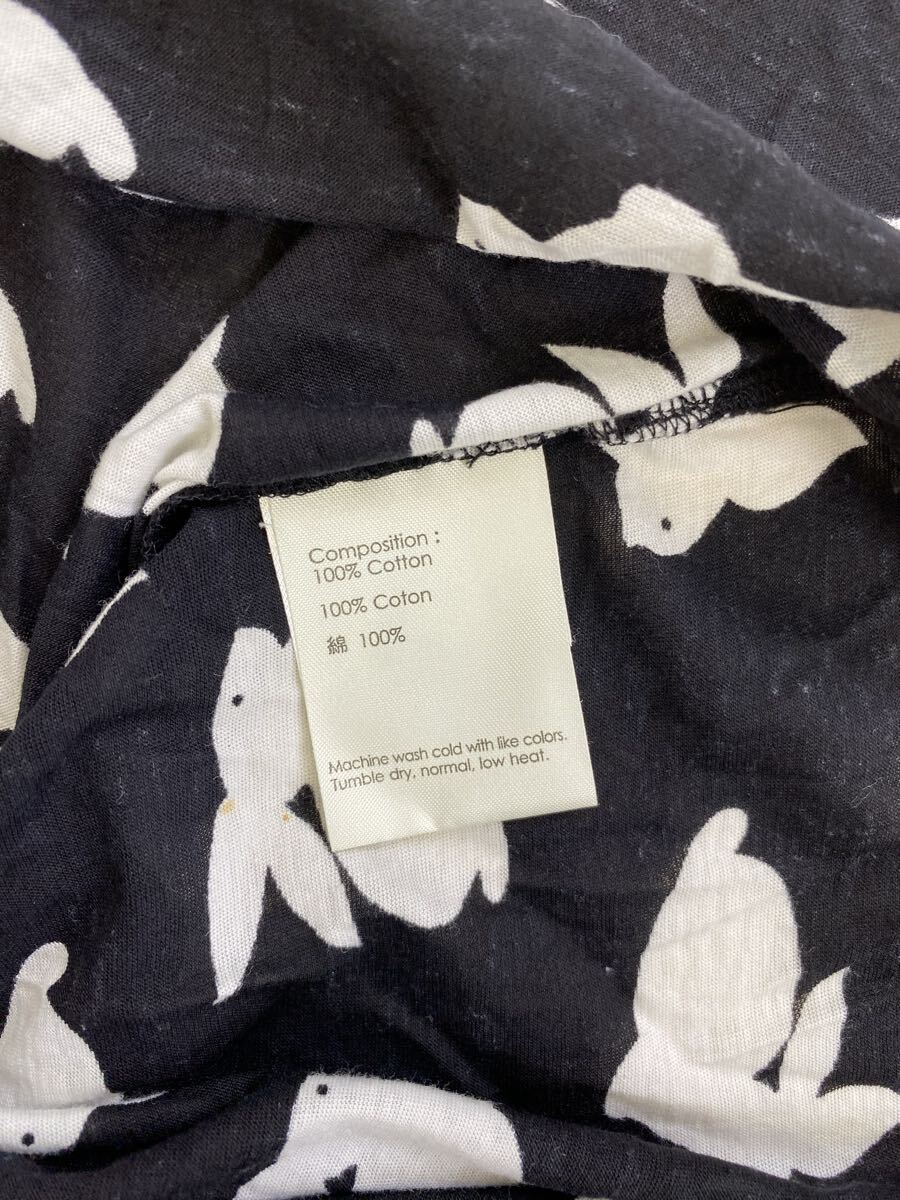 Composition :
100% Cotton
100% Coton
綿 100%
Machine wash cold with like colors.
Tumble dry, normal, low heat.